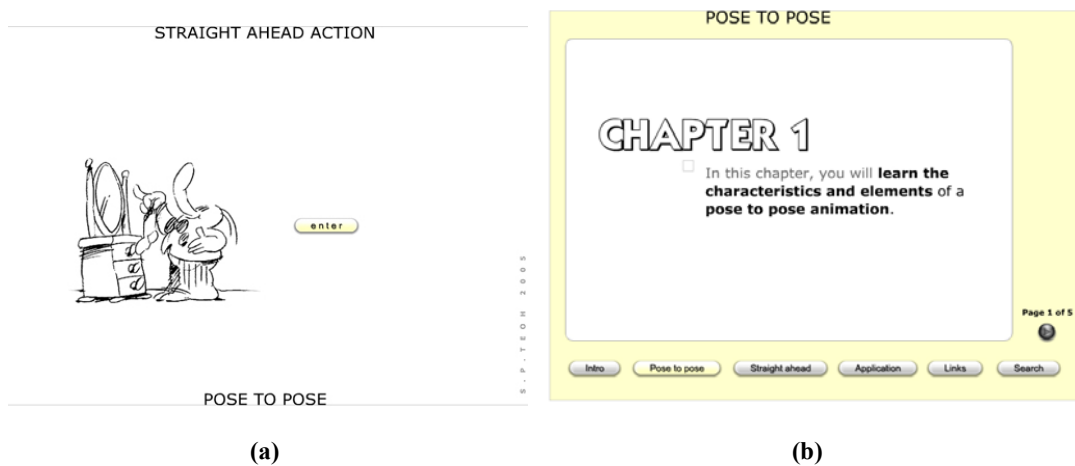 STRAIGHT AHEAD ACTION
enter
S.P.TEOH 2005
POSE TO POSE
(a)
POSE TO POSE
CHAPTER 1
In this chapter, you will learn the
characteristics and elements of a
pose to pose animation.
Page 1 of 5
Intro
Pose to pose
Straight ahead
Application
Links
Search
(b)